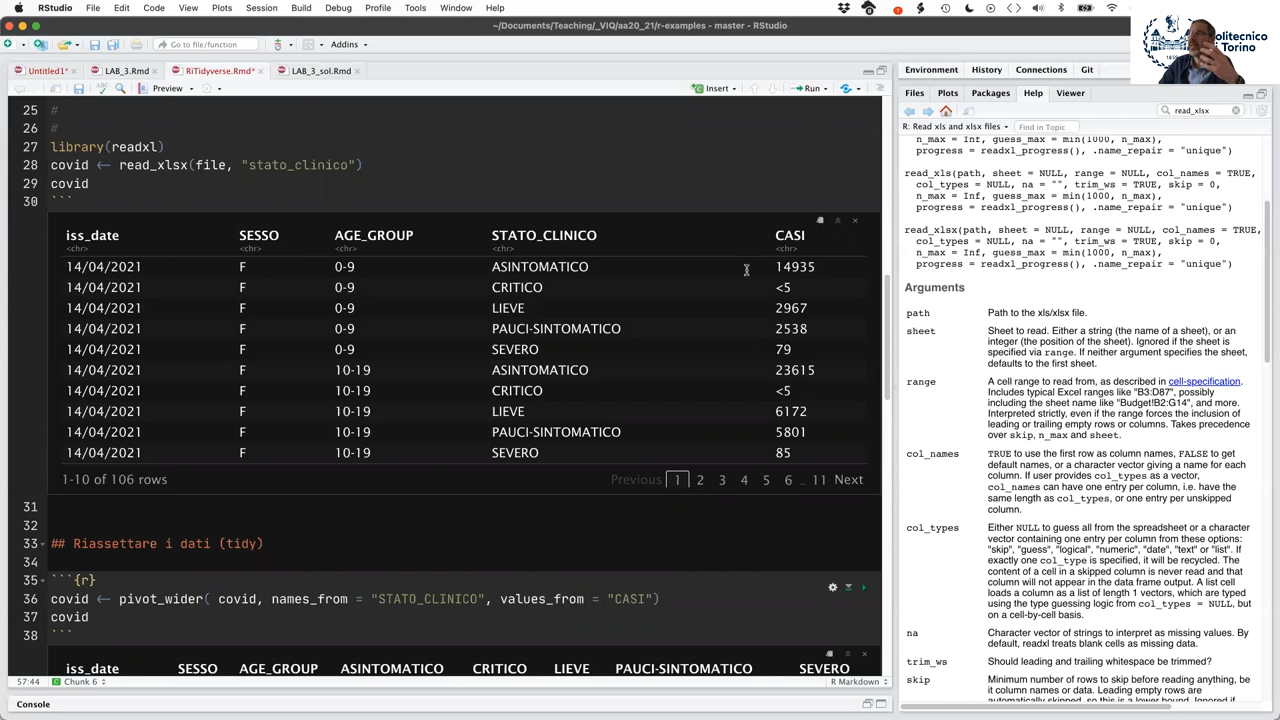 RStudio File Edit Code View Plots Session Build Debug Profile Tools Window Help
~/Documents/Teaching/_VIQ/aa20_21/r-examples - master - RStudio
Politecnico
di Torino
Go to file/function Addins
Untitled1* LAB_3.Rmd RiTidyverse.Rmd* LAB_3_sol.Rmd
Preview Insert Run
25 #
26 #
27 library(readxl)
28 covid ← read_xlsx(file, "stato_clinico")
29 covid
30 ```
iss_date SESSO AGE_GROUP STATO_CLINICO CASI
<chr> <chr> <chr> <chr> <chr>
14/04/2021 F 0-9 ASINTOMATICO 14935
14/04/2021 F 0-9 CRITICO <5
14/04/2021 F 0-9 LIEVE 2967
14/04/2021 F 0-9 PAUCI-SINTOMATICO 2538
14/04/2021 F 0-9 SEVERO 79
14/04/2021 F 10-19 ASINTOMATICO 23615
14/04/2021 F 10-19 CRITICO <5
14/04/2021 F 10-19 LIEVE 6172
14/04/2021 F 10-19 PAUCI-SINTOMATICO 5801
14/04/2021 F 10-19 SEVERO 85
1-10 of 106 rows Previous 1 2 3 4 5 6 … 11 Next
31
32
33 ## Riassettare i dati (tidy)
34
35 ```{r}
36 covid ← pivot_wider( covid, names_from = "STATO_CLINICO", values_from = "CASI")
37 covid
38 ```
iss_date SESSO AGE_GROUP ASINTOMATICO CRITICO LIEVE PAUCI-SINTOMATICO SEVERO
57:44 Chunk 6 R Markdown
Console
Environment History Connections Git
Files Plots Packages Help Viewer
read_xlsx
R: Read xls and xlsx files Find in Topic
n_max = Inf, guess_max = min(1000, n_max),
progress = readxl_progress(), .name_repair = "unique")
read_xls(path, sheet = NULL, range = NULL, col_names = TRUE,
col_types = NULL, na = "", trim_ws = TRUE, skip = 0,
n_max = Inf, guess_max = min(1000, n_max),
progress = readxl_progress(), .name_repair = "unique")
read_xlsx(path, sheet = NULL, range = NULL, col_names = TRUE,
col_types = NULL, na = "", trim_ws = TRUE, skip = 0,
n_max = Inf, guess_max = min(1000, n_max),
progress = readxl_progress(), .name_repair = "unique")
Arguments
path Path to the xls/xlsx file.
sheet Sheet to read. Either a string (the name of a sheet), or an
integer (the position of the sheet). Ignored if the sheet is
specified via range. If neither argument specifies the sheet,
defaults to the first sheet.
range A cell range to read from, as described in cell-specification.
Includes typical Excel ranges like "B3:D87", possibly
including the sheet name like "Budget!B2:G14", and more.
Interpreted strictly, even if the range forces the inclusion of
leading or trailing empty rows or columns. Takes precedence
over skip, n_max and sheet.
col_names TRUE to use the first row as column names, FALSE to get
default names, or a character vector giving a name for each
column. If user provides col_types as a vector,
col_names can have one entry per column, i.e. have the
same length as col_types, or one entry per unskipped
column.
col_types Either NULL to guess all from the spreadsheet or a character
vector containing one entry per column from these options:
"skip", "guess", "logical", "numeric", "date", "text" or "list". If
exactly one col_type is specified, it will be recycled. The
content of a cell in a skipped column is never read and that
column will not appear in the data frame output. A list cell
loads a column as a list of length 1 vectors, which are typed
using the type guessing logic from col_types = NULL, but
on a cell-by-cell basis.
na Character vector of strings to interpret as missing values. By
default, readxl treats blank cells as missing data.
trim_ws Should leading and trailing whitespace be trimmed?
skip Minimum number of rows to skip before reading anything, be
it column names or data. Leading empty rows are
automatically skipped, so this is a lower bound. Ignored if